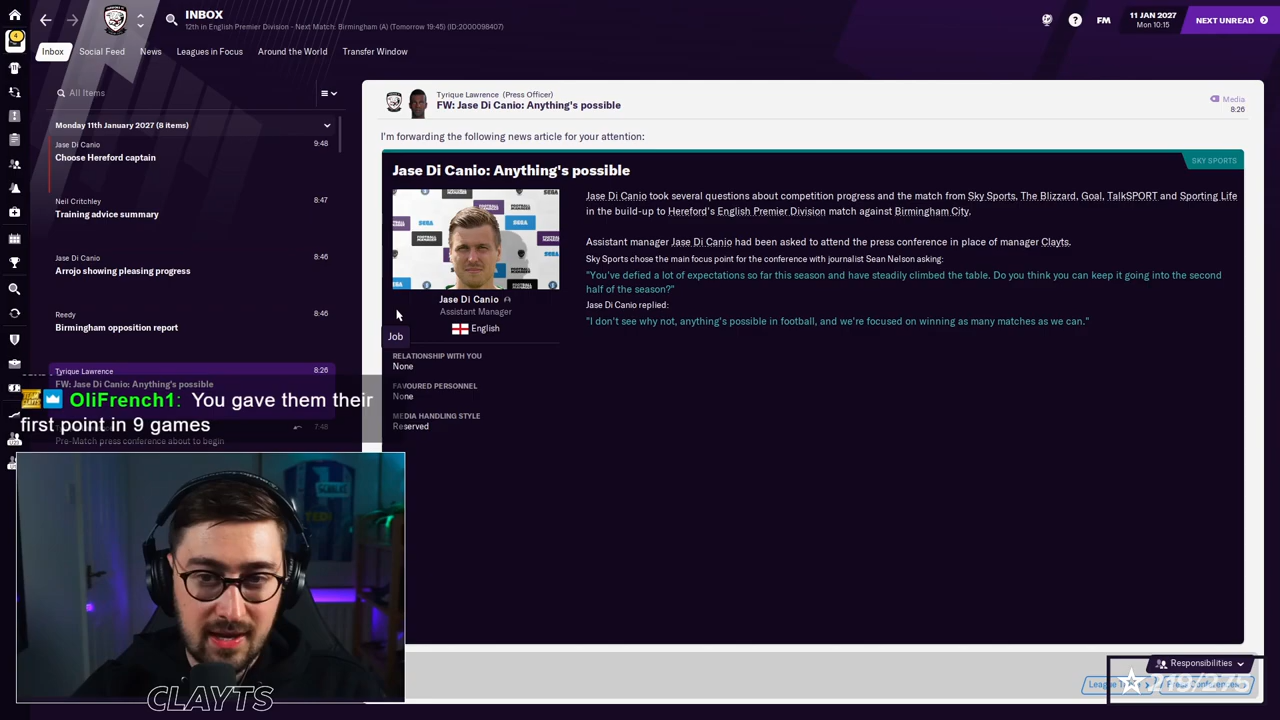 INBOX
12th in English Premier Division - Next Match: Birmingham (A) (Tomorrow 19:45) (ID:2000098407)
4
FM
11 JAN 2027
Mon 10:15
NEXT UNREAD
Inbox
Social Feed
News
Leagues in Focus
Around the World
Transfer Window
All Items
Monday 11th January 2027 (8 items)
Jase Di Canio
9:48
Choose Hereford captain
Neil Critchley
8:47
Training advice summary
Jase Di Canio
8:46
Arrojo showing pleasing progress
Reedy
8:46
Birmingham opposition report
Tyrique Lawrence
8:26
FW: Jase Di Canio: Anything's possible
7:48
Pre-Match press conference about to begin
OliFrench1: You gave them their
first point in 9 games
Tyrique Lawrence (Press Officer)
FW: Jase Di Canio: Anything's possible
Media
8:26
I'm forwarding the following news article for your attention:
Jase Di Canio: Anything's possible
SKY SPORTS
Jase Di Canio
Assistant Manager
English
Job
RELATIONSHIP WITH YOU
None
FAVOURED PERSONNEL
None
MEDIA HANDLING STYLE
Reserved
Jase Di Canio took several questions about competition progress and the match from Sky Sports, The Blizzard, Goal, TalkSPORT and Sporting Life
in the build-up to Hereford's English Premier Division match against Birmingham City.
Assistant manager Jase Di Canio had been asked to attend the press conference in place of manager Clayts.
Sky Sports chose the main focus point for the conference with journalist Sean Nelson asking:
"You've defied a lot of expectations so far this season and have steadily climbed the table. Do you think you can keep it going into the second
half of the season?"
Jase Di Canio replied:
"I don't see why not, anything's possible in football, and we're focused on winning as many matches as we can."
Responsibilities
CLAYTS